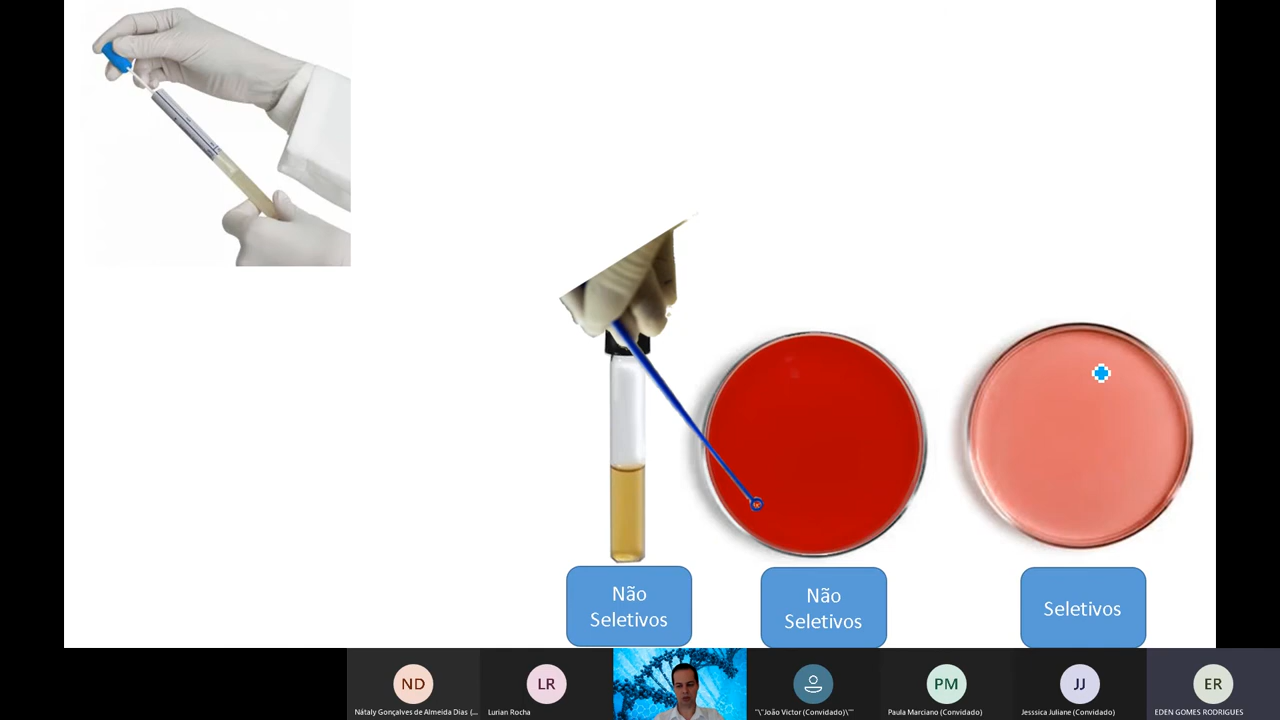 Não
Seletivos
Não
Seletivos
Seletivos
ND
LR
PM
JJ
ER
Nátaly Gonçalves de Almeida Dias (...
Lurian Rocha
"\"João Victor (Convidado)\""
Paula Marciano (Convidado)
Jesssica Juliane (Convidado)
EDEN GOMES RODRIGUES